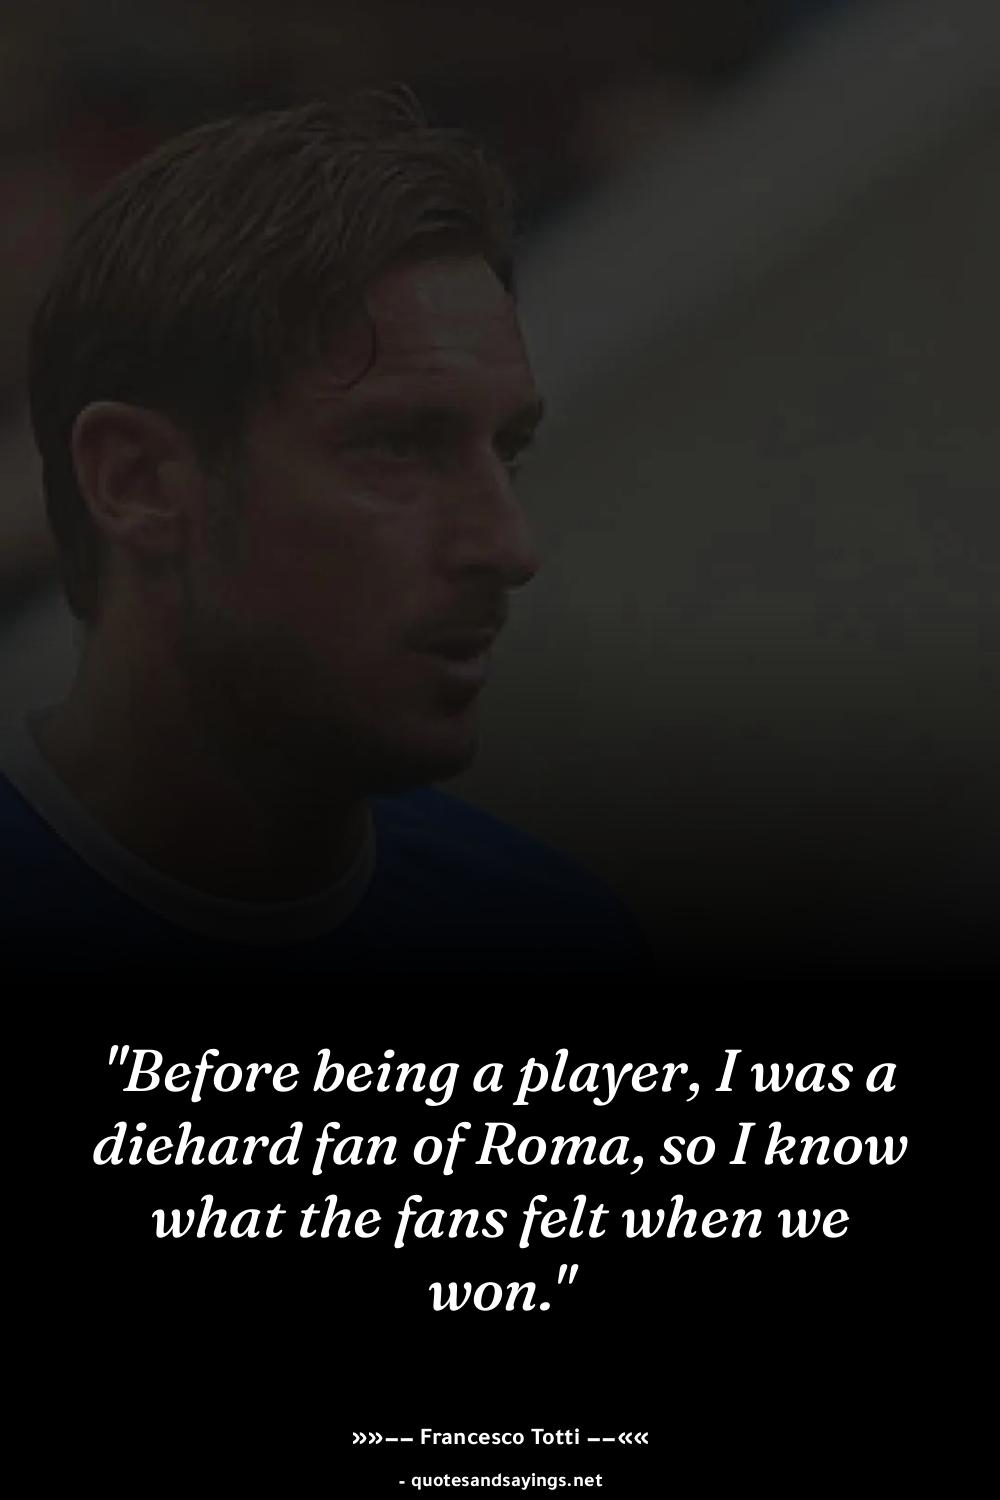 "Before being a player, I was a
diehard fan of Roma, so I know
what the fans felt when we
won."
»»−− Francesco Totti −−««
- quotesandsayings.net